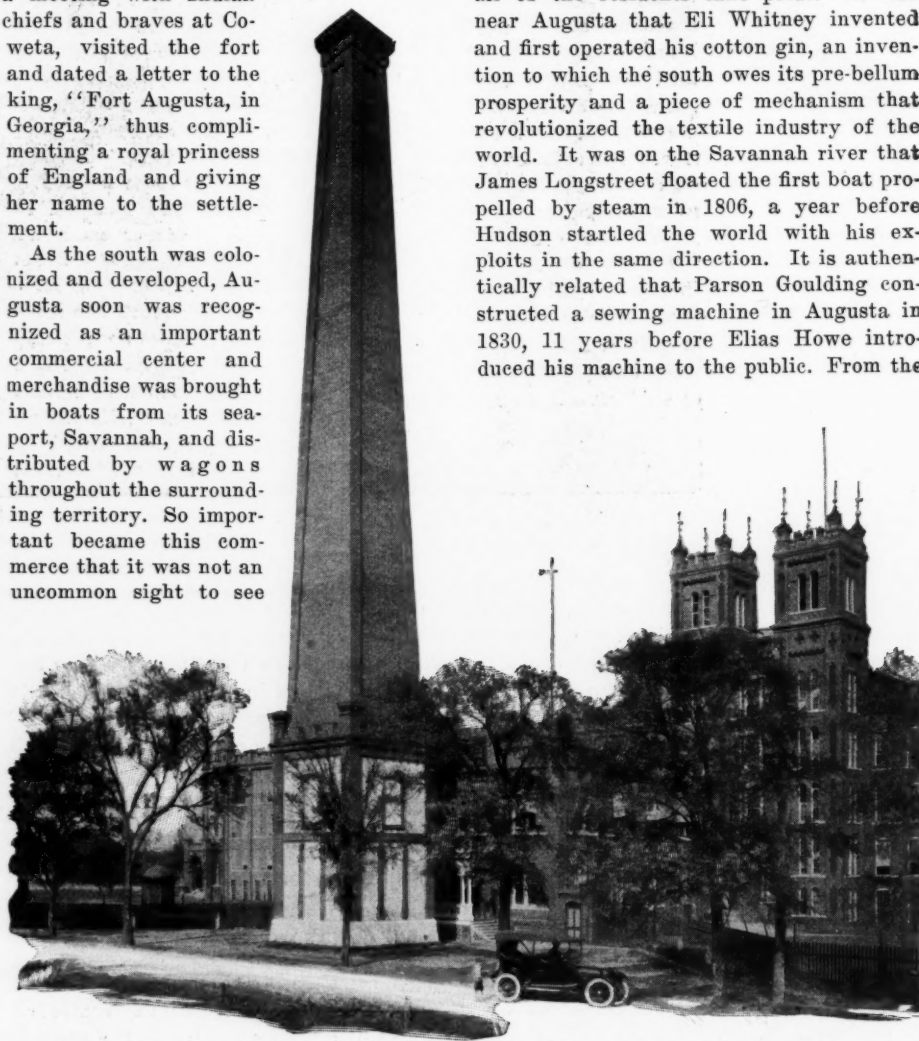 chiefs and braves at Co-
weta, visited the fort
and dated a letter to the
king, "Fort Augusta, in
Georgia," thus compli-
menting a royal princess
of England and giving
her name to the settle-
ment.
As the south was colo-
nized and developed, Au-
gusta soon was recog-
nized as an important
commercial center and
merchandise was brought
in boats from its sea-
port, Savannah, and dis-
tributed by wagons
throughout the surround-
ing territory. So impor-
tant became this com-
merce that it was not an
uncommon sight to see
near Augusta that Eli Whitney invented
and first operated his cotton gin, an inven-
tion to which the south owes its pre-bellum
prosperity and a piece of mechanism that
revolutionized the textile industry of the
world. It was on the Savannah river that
James Longstreet floated the first boat pro-
pelled by steam in 1806, a year before
Hudson startled the world with his ex-
ploits in the same direction. It is authen-
tically related that Parson Goulding con-
structed a sewing machine in Augusta in
1830, 11 years before Elias Howe intro-
duced his machine to the public. From the